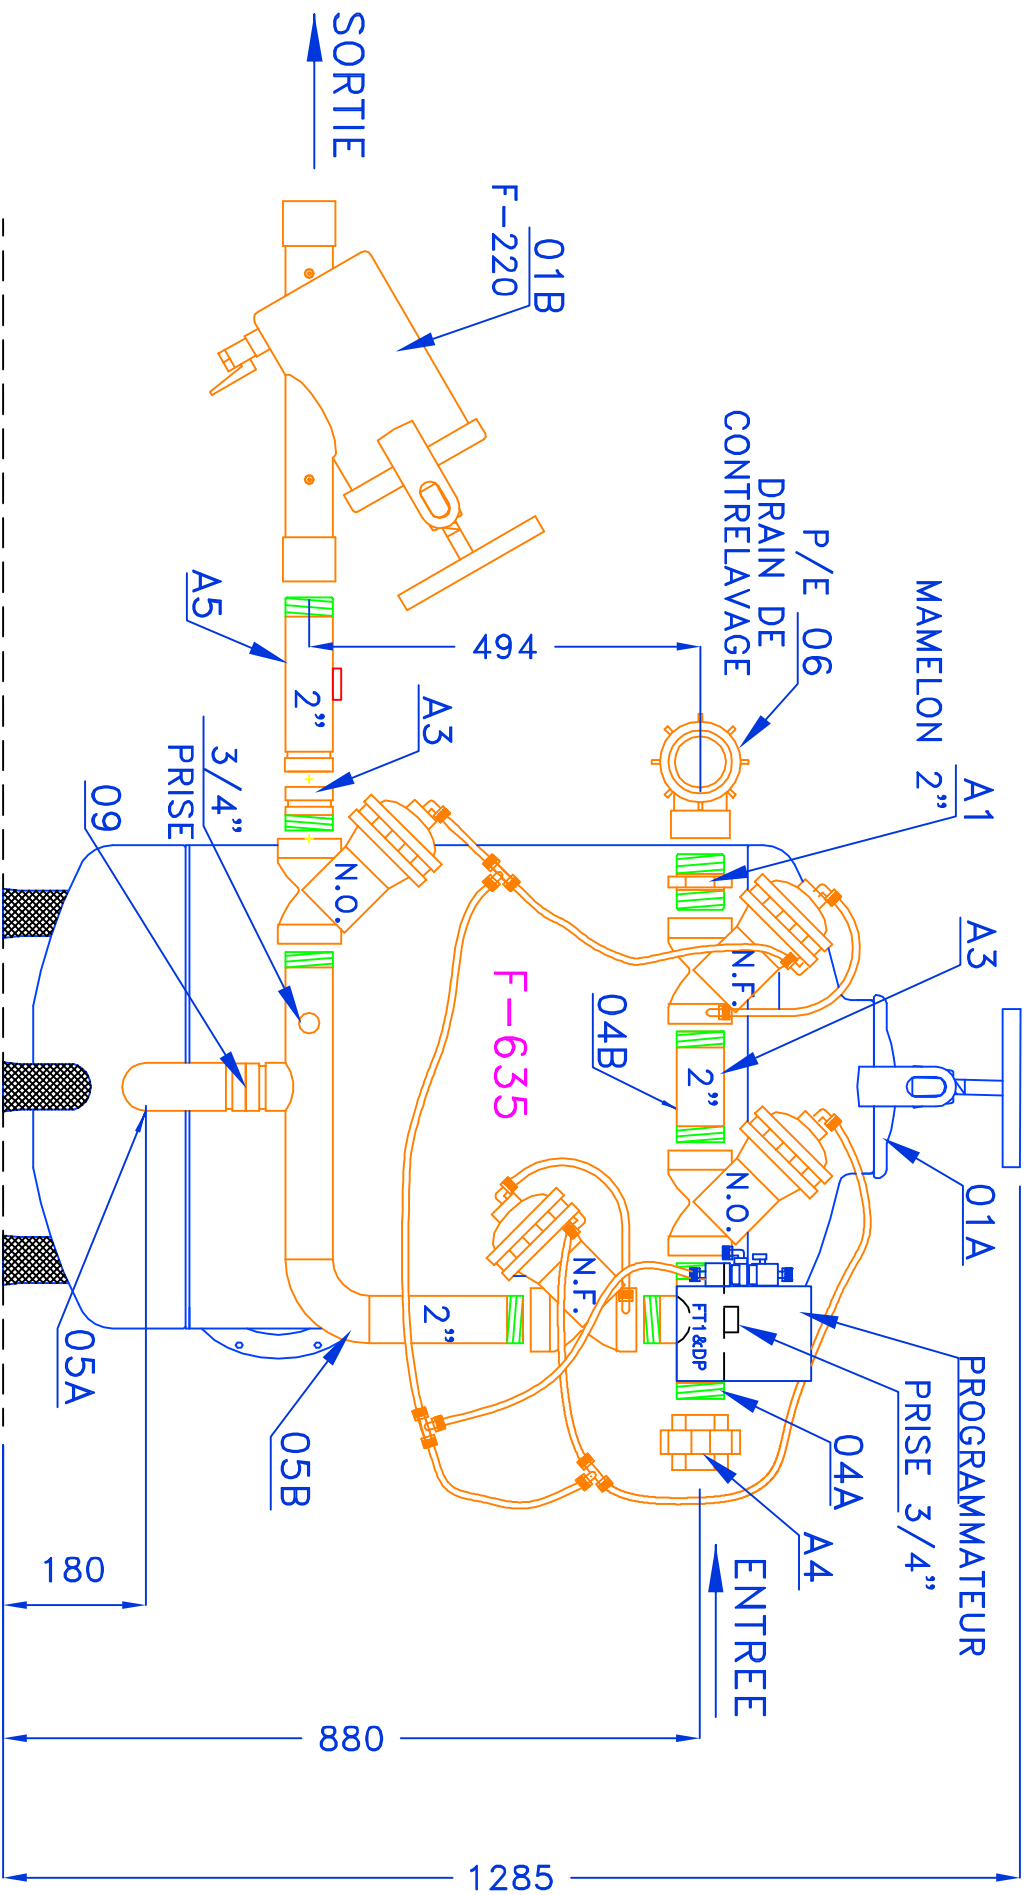 SORTIE
01B
F-220
P/E 06
DRAIN DE
CONTRELAVAGE
MAMELON 2"
A1
A5
494
2"
A3
3/4"
PRISE
09
N.O.
N.F.
A3
F-635
04B
2"
01A
N.O.
N.F.
FT1&DP
2"
05A
05B
PROGRAMMATEUR
PRISE 3/4"
04A
A4
ENTREE
180
880
1285